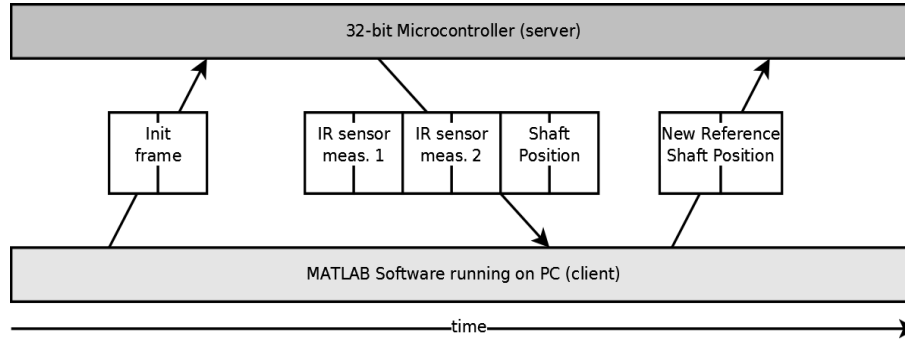 32-bit Microcontroller (server)
Init
frame
IR sensor
meas. 1
IR sensor
meas. 2
Shaft
Position
New Reference
Shaft Position
MATLAB Software running on PC (client)
time